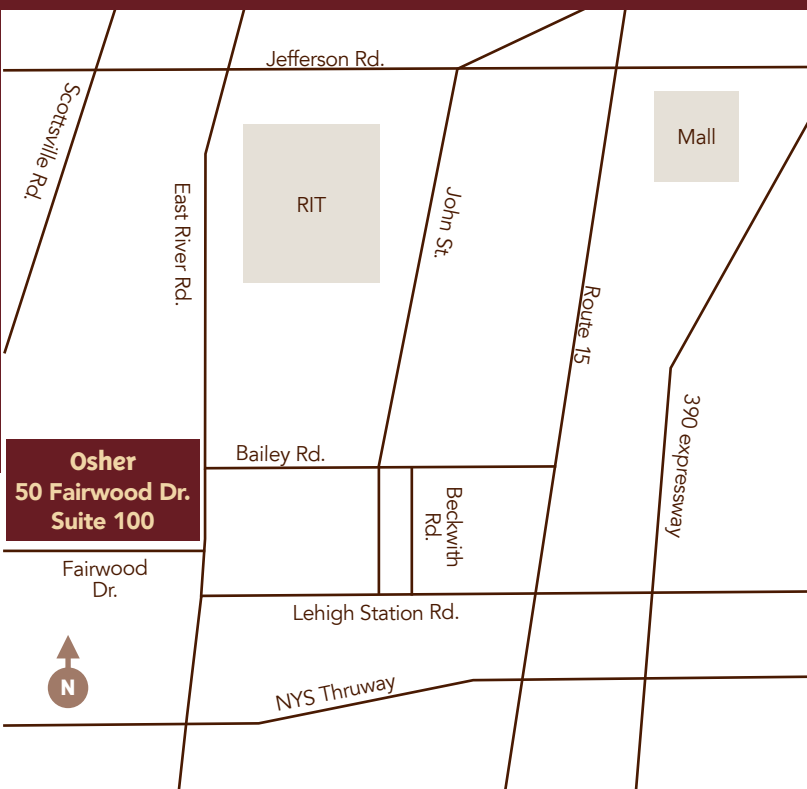 Jefferson Rd.
Scottsville Rd.
Mall
East River Rd.
RIT
John St.
Route 15
390 expressway
Bailey Rd.
Osher
50 Fairwood Dr.
Suite 100
Beckwith
Rd.
Fairwood
Dr.
Lehigh Station Rd.
N
NYS Thruway